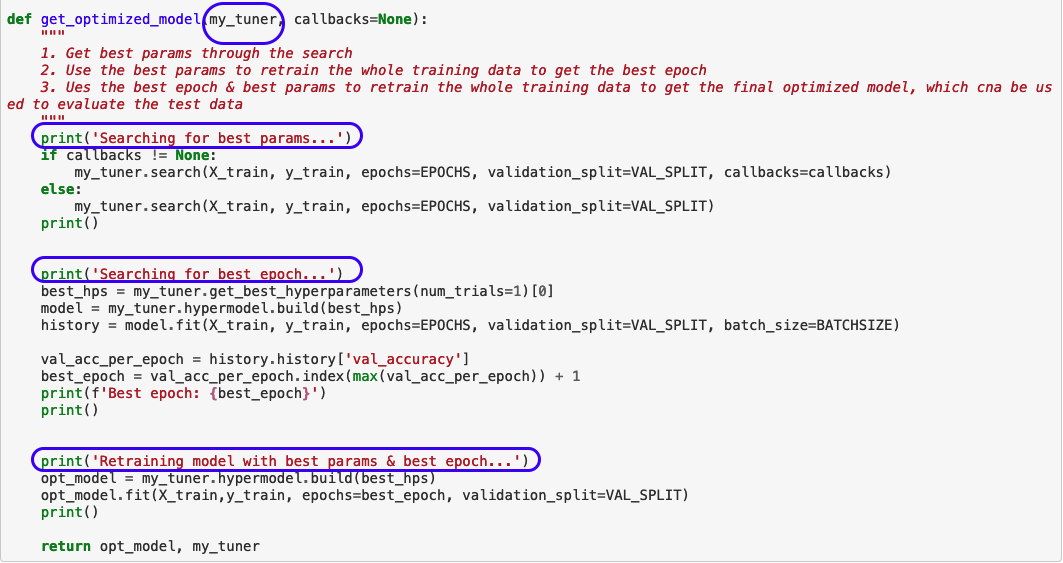 def get_optimized_model(my_tuner, callbacks=None):
    """
    1. Get best params through the search
    2. Use the best params to retrain the whole training data to get the best epoch
    3. Ues the best epoch & best params to retrain the whole training data to get the final optimized model, which cna be us
ed to evaluate the test data
    """
    print('Searching for best params...')
    if callbacks != None:
        my_tuner.search(X_train, y_train, epochs=EPOCHS, validation_split=VAL_SPLIT, callbacks=callbacks)
    else:
        my_tuner.search(X_train, y_train, epochs=EPOCHS, validation_split=VAL_SPLIT)
    print()
    print('Searching for best epoch...')
    best_hps = my_tuner.get_best_hyperparameters(num_trials=1)[0]
    model = my_tuner.hypermodel.build(best_hps)
    history = model.fit(X_train, y_train, epochs=EPOCHS, validation_split=VAL_SPLIT, batch_size=BATCHSIZE)
    val_acc_per_epoch = history.history['val_accuracy']
    best_epoch = val_acc_per_epoch.index(max(val_acc_per_epoch)) + 1
    print(f'Best epoch: {best_epoch}')
    print()
    print('Retraining model with best params & best epoch...')
    opt_model = my_tuner.hypermodel.build(best_hps)
    opt_model.fit(X_train,y_train, epochs=best_epoch, validation_split=VAL_SPLIT)
    print()
    return opt_model, my_tuner